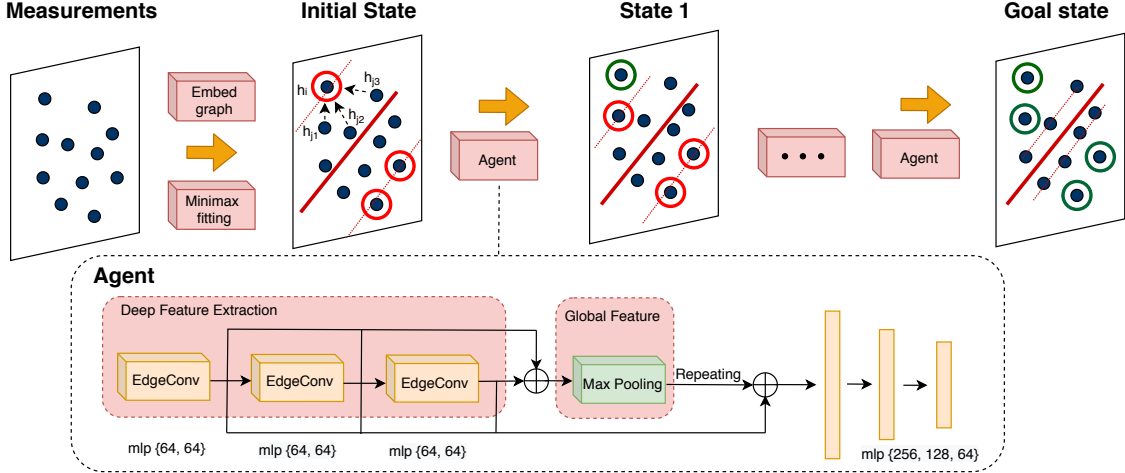 Measurements
Initial State
State 1
Goal state
Embed
graph
Minimax
fitting
hi
hj3
hj2
hj1
Agent
• • •
Agent
Agent
Deep Feature Extraction
Global Feature
EdgeConv
EdgeConv
EdgeConv
Max Pooling
Repeating
mlp {64, 64}
mlp {64, 64}
mlp {64, 64}
mlp {256, 128, 64}